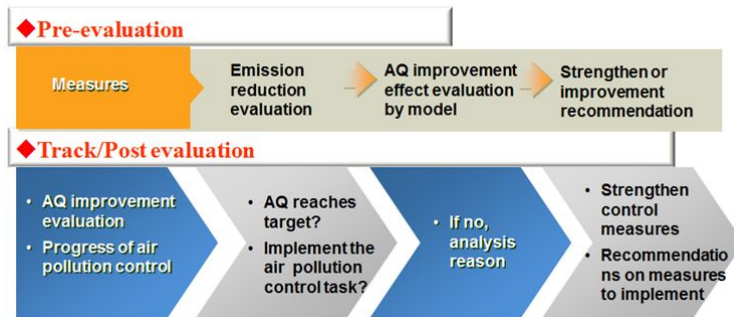 ◆Pre-evaluation
Measures
Emission
reduction
evaluation
AQ improvement
effect evaluation
by model
Strengthen or
improvement
recommendation
◆Track/Post evaluation
• AQ improvement
evaluation
• Progress of air
pollution control
• AQ reaches
target?
• Implement the
air pollution
control task?
• If no,
analysis
reason
• Strengthen
control
measures
• Recommendatio
ns on measures
to implement